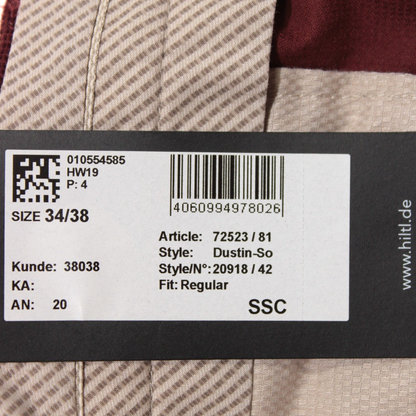 010554585
HW19
P: 4
SIZE 34/38
4060994978026
Article: 72523 / 81
Style: Dustin-So
Style/N°: 20918 / 42
Fit: Regular
Kunde: 38038
KA:
AN: 20
SSC
www.hiltl.de